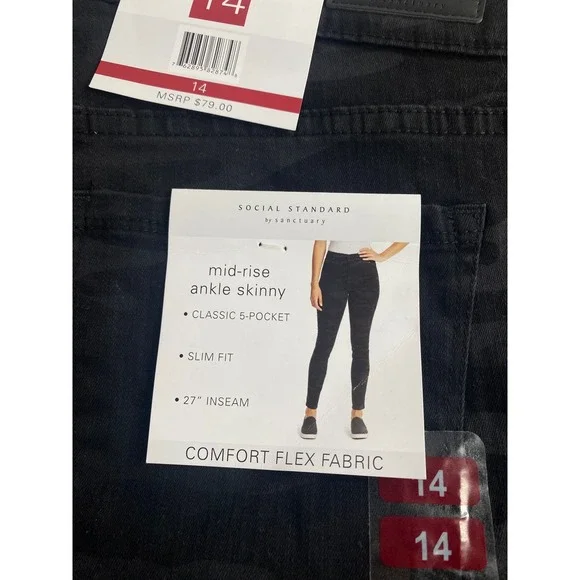 14
14
MSRP $79.00
SOCIAL STANDARD
by sanctuary
mid-rise
ankle skinny
• CLASSIC 5-POCKET
• SLIM FIT
• 27" INSEAM
COMFORT FLEX FABRIC
14
14